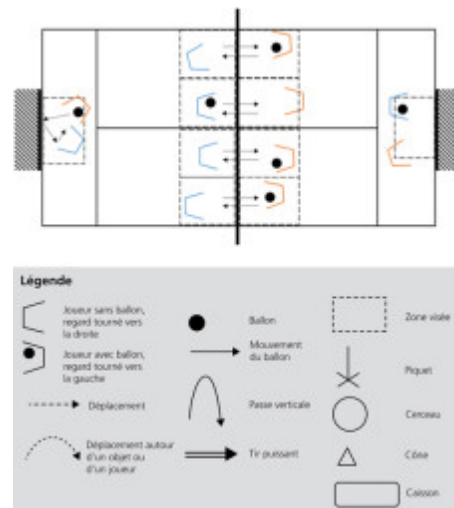 Légende
Joueur sans ballon,
regard tourné vers
la droite
Joueur avec ballon,
regard tourné vers
la gauche
Déplacement
Déplacement autour
d'un objet ou
d'un joueur
Ballon
Mouvement
du ballon
Passe verticale
Tir puissant
Zone visée
Piquet
Cerceau
Cône
Caisson